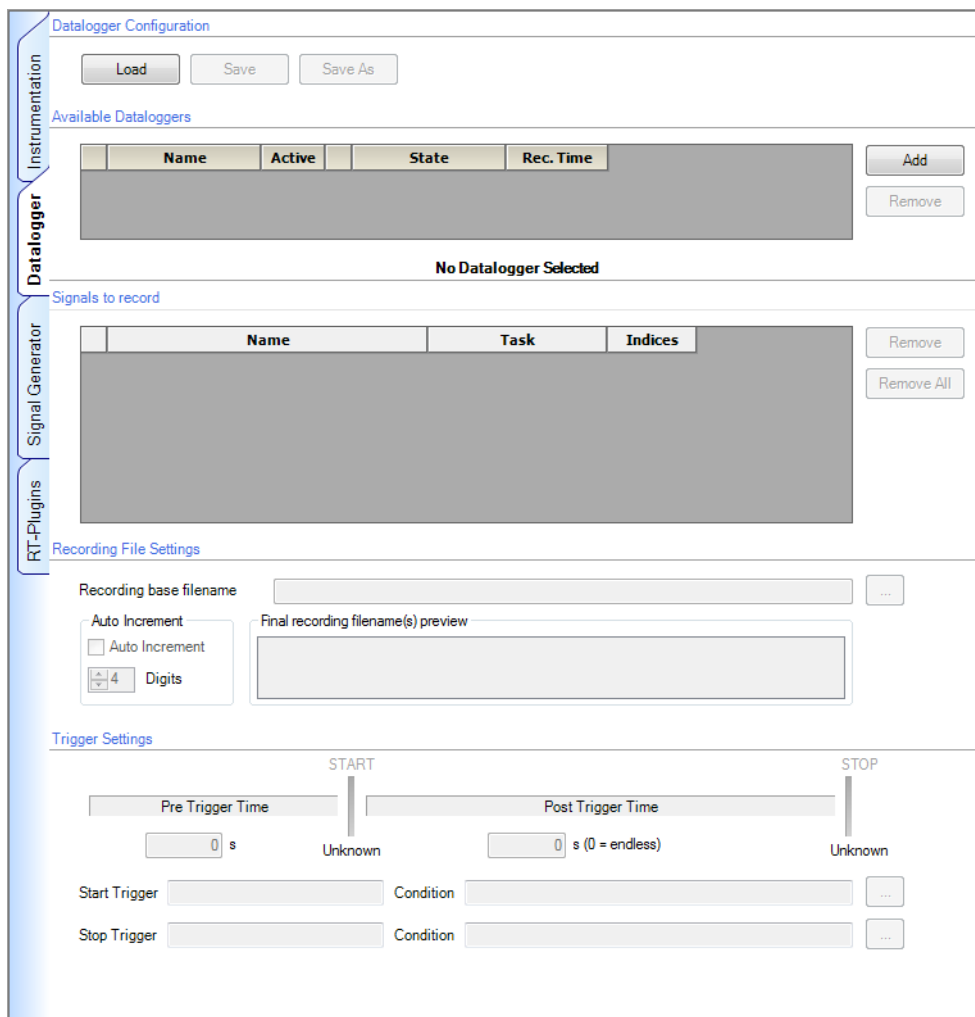 Instrumentation
Datalogger
Signal Generator
RT-Plugins
Datalogger Configuration
Load Save Save As
Available Dataloggers
Name Active State Rec. Time
Add
Remove
No Datalogger Selected
Signals to record
Name Task Indices
Remove
Remove All
Recording File Settings
Recording base filename ...
Auto Increment Final recording filename(s) preview
Auto Increment
4 Digits
Trigger Settings
START STOP
Pre Trigger Time Post Trigger Time
0 s 0 s (0 = endless)
Unknown Unknown
Start Trigger Condition ...
Stop Trigger Condition ...